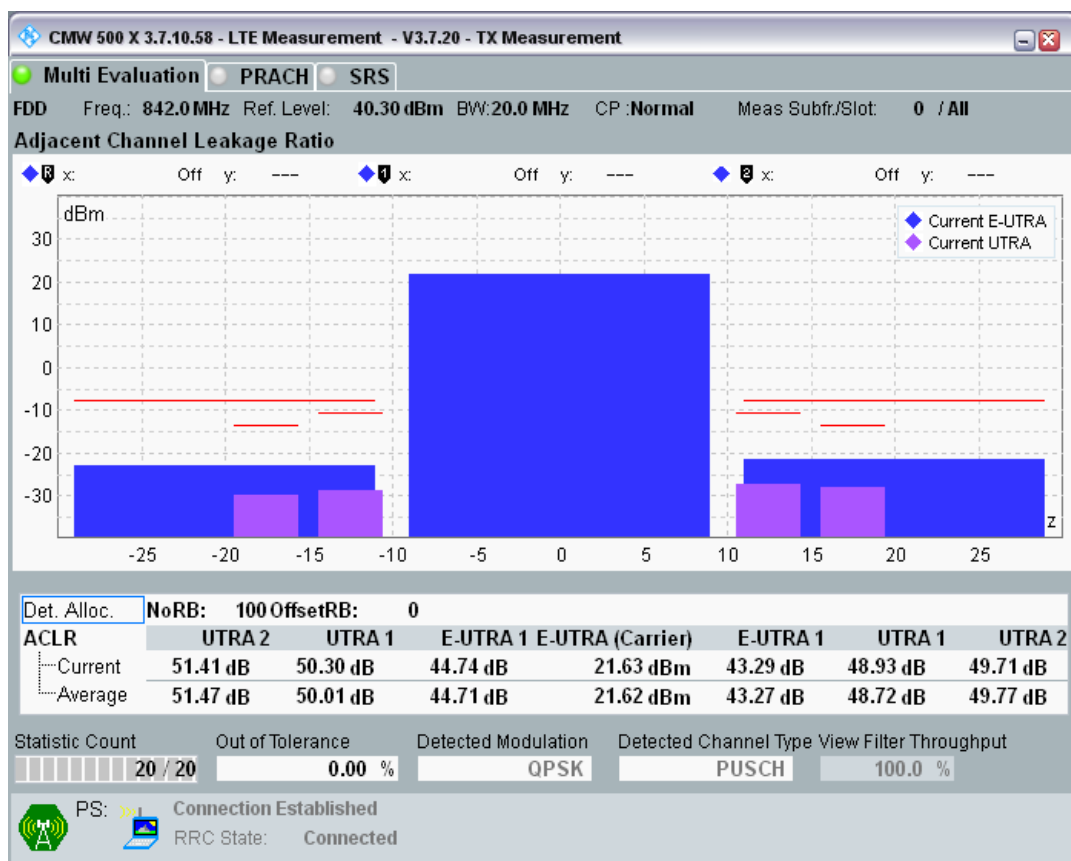 CMW 500 X 3.7.10.58 - LTE Measurement - V3.7.20 - TX Measurement
Multi Evaluation PRACH SRS
FDD Freq.: 842.0 MHz Ref. Level: 40.30 dBm BW:20.0 MHz CP :Normal Meas Subfr./Slot: 0 / All
Adjacent Channel Leakage Ratio
R x: Off y: --- 1 x: Off y: --- 2 x: Off y: ---
dBm
Current E-UTRA
Current UTRA
30
20
10
0
-10
-20
-30
z
-25 -20 -15 -10 -5 0 5 10 15 20 25
Det. Alloc. NoRB: 100 OffsetRB: 0
ACLR UTRA 2 UTRA 1 E-UTRA 1 E-UTRA (Carrier) E-UTRA 1 UTRA 1 UTRA 2
Current 51.41 dB 50.30 dB 44.74 dB 21.63 dBm 43.29 dB 48.93 dB 49.71 dB
Average 51.47 dB 50.01 dB 44.71 dB 21.62 dBm 43.27 dB 48.72 dB 49.77 dB
Statistic Count Out of Tolerance Detected Modulation Detected Channel Type View Filter Throughput
20 / 20 0.00 % QPSK PUSCH 100.0 %
PS: Connection Established
RRC State: Connected